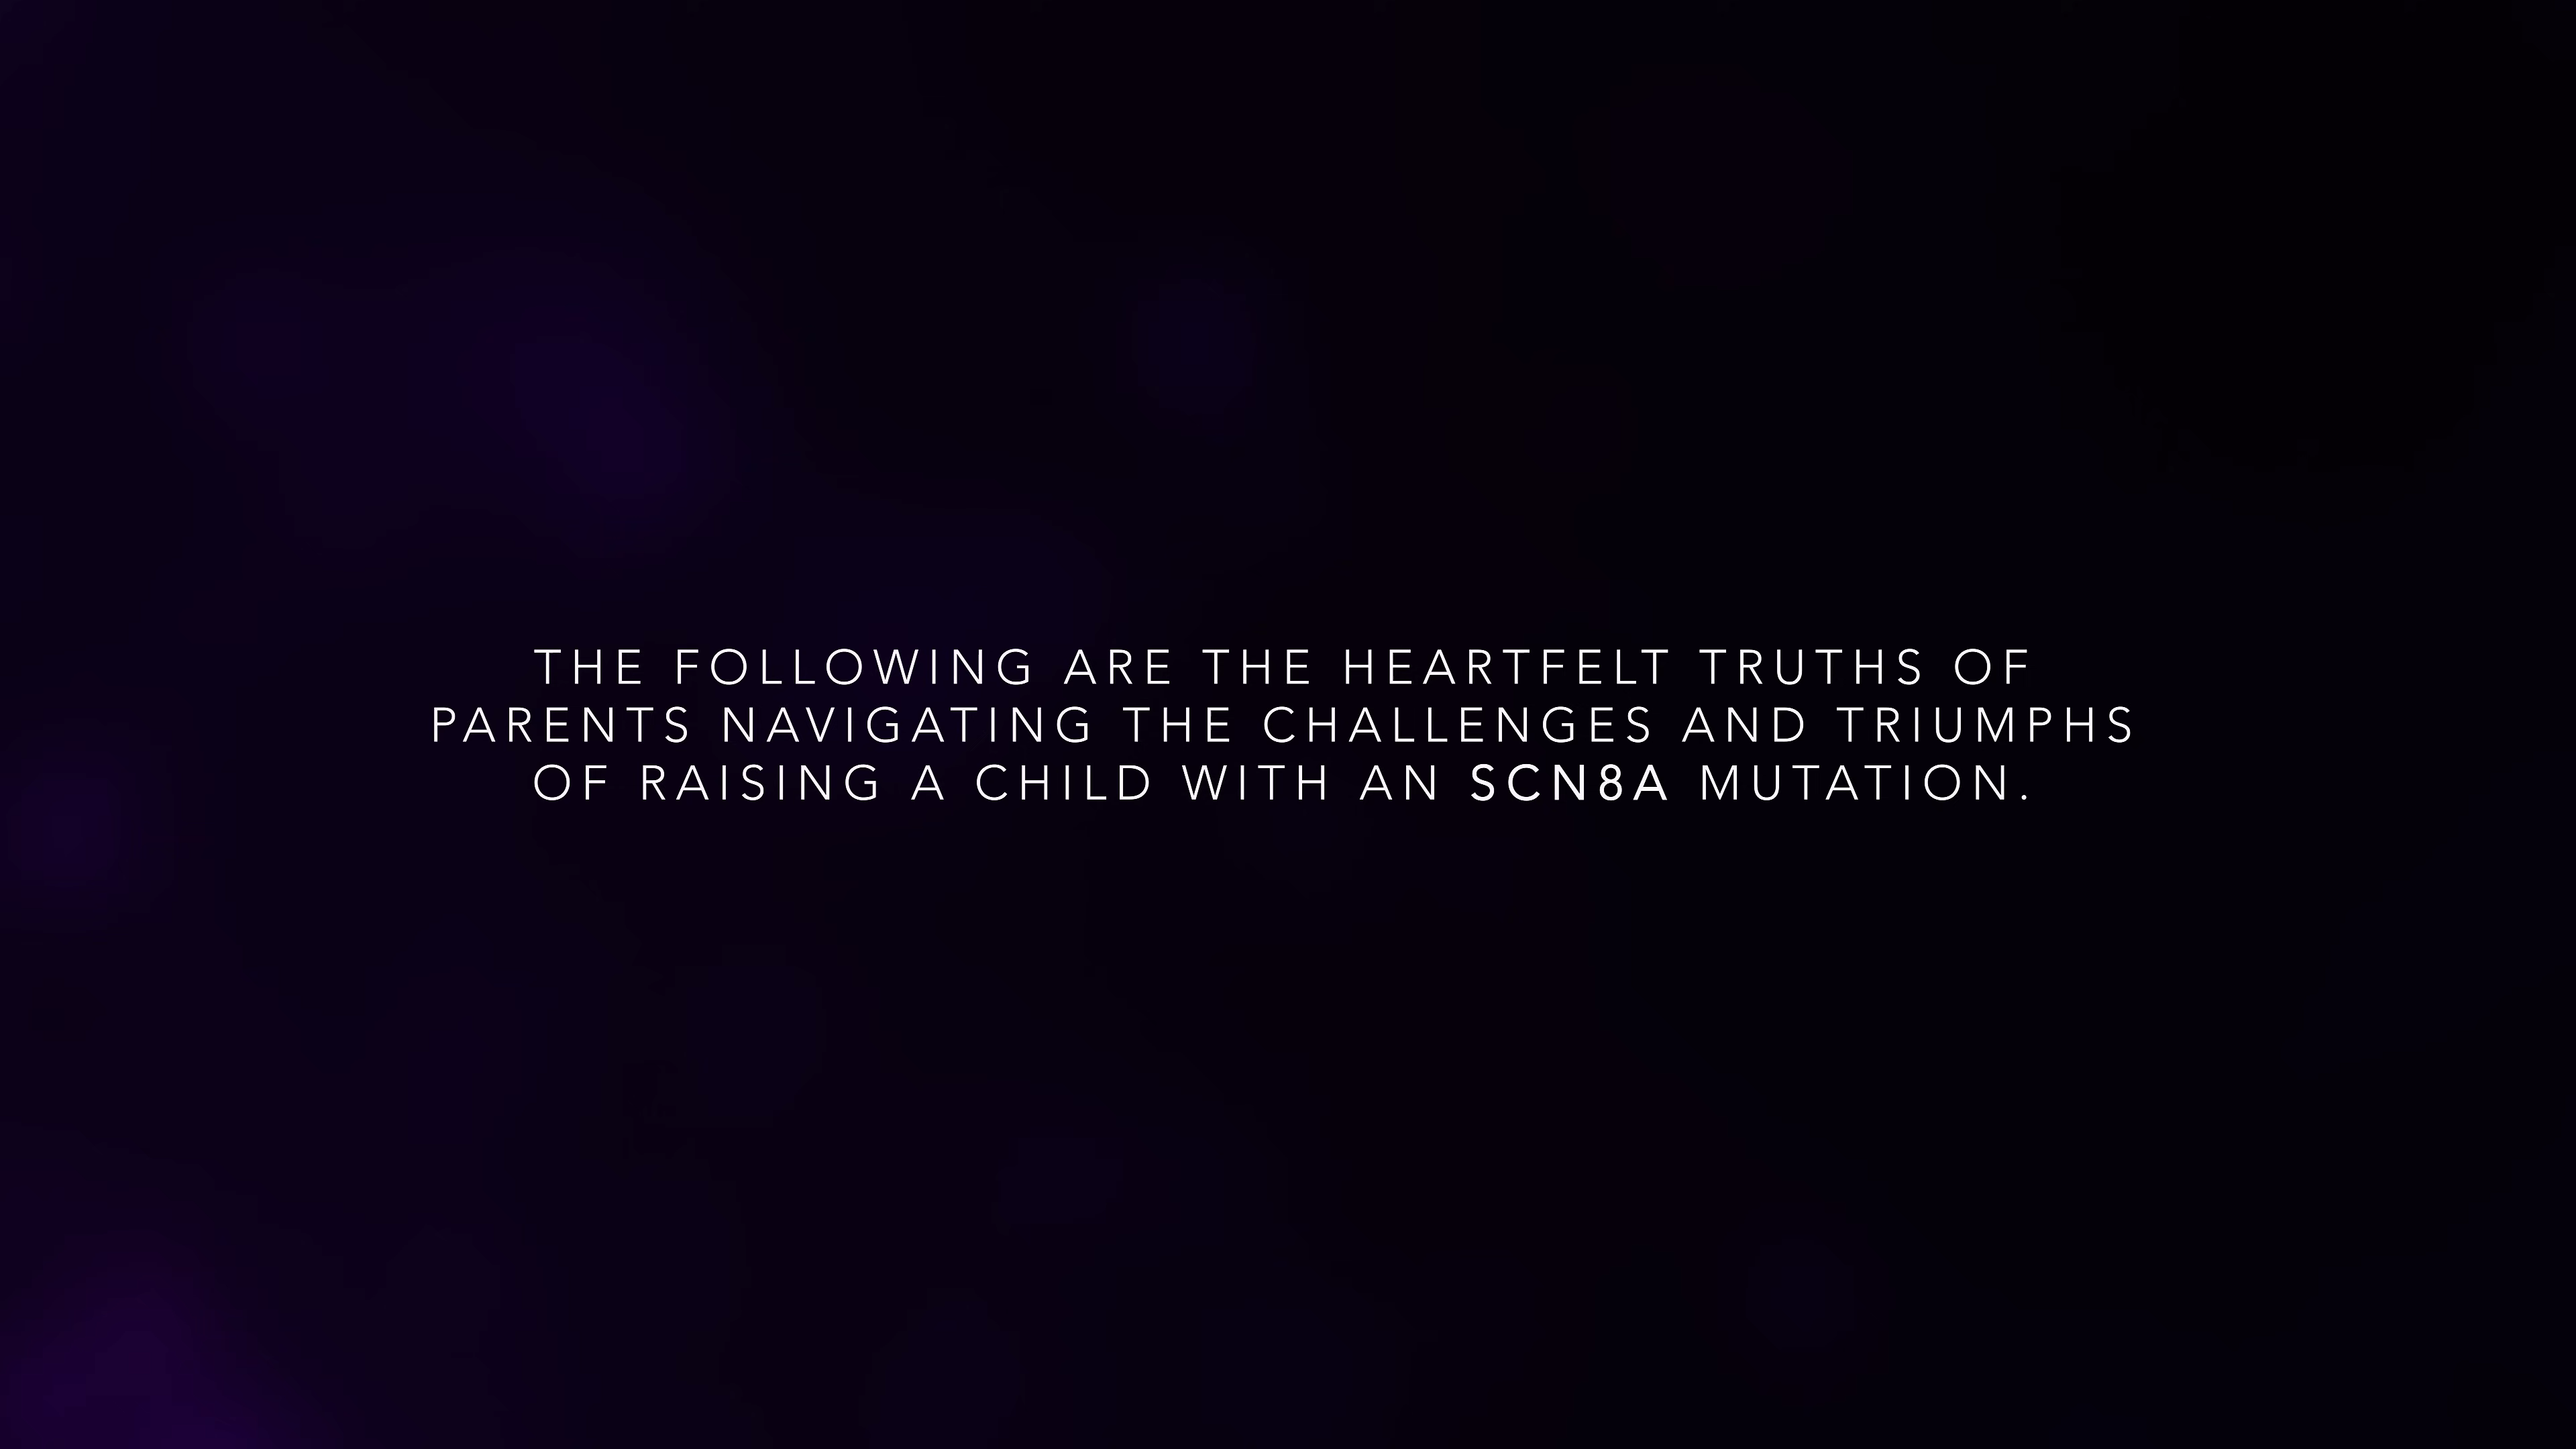 THE FOLLOWING ARE THE HEARTFELT TRUTHS OF
PARENTS NAVIGATING THE CHALLENGES AND TRIUMPHS
OF RAISING A CHILD WITH AN SCN8A MUTATION.